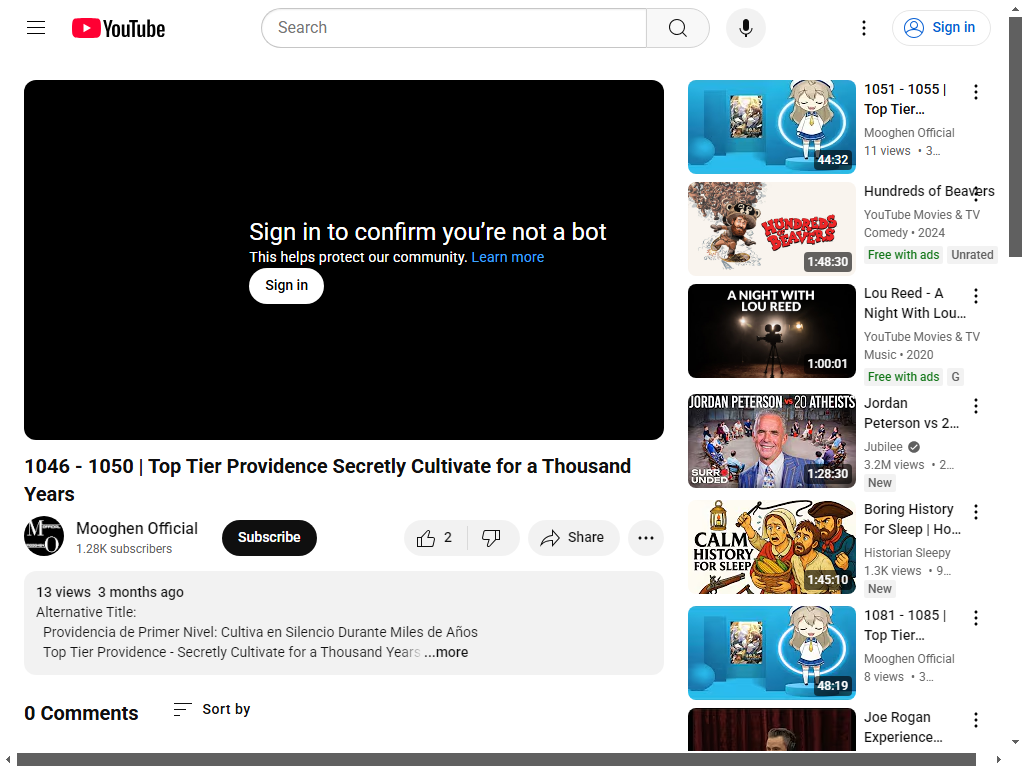 YouTube
Search
Sign in
Sign in to confirm you’re not a bot
This helps protect our community. Learn more
Sign in
1046 - 1050 | Top Tier Providence Secretly Cultivate for a Thousand
Years
Mooghen Official
1.28K subscribers
Subscribe
2
Share
13 views 3 months ago
Alternative Title:
Providencia de Primer Nivel: Cultiva en Silencio Durante Miles de Años
Top Tier Providence - Secretly Cultivate for a Thousand Years ...more
0 Comments
Sort by
44:32
1051 - 1055 |
Top Tier…
Mooghen Official
11 views • 3…
HUNDREDS
OF BEAVERS
1:48:30
Hundreds of Beavers
YouTube Movies & TV
Comedy • 2024
Free with ads
Unrated
A NIGHT WITH
LOU REED
1:00:01
Lou Reed - A
Night With Lou…
YouTube Movies & TV
Music • 2020
Free with ads
G
JORDAN PETERSON vs 20 ATHEISTS
SURR
UNDED
1:28:30
Jordan
Peterson vs 2…
Jubilee
3.2M views • 2…
New
CALM
HISTORY
FOR SLEEP
1:45:10
Boring History
For Sleep | Ho…
Historian Sleepy
1.3K views • 9…
New
48:19
1081 - 1085 |
Top Tier…
Mooghen Official
8 views • 3…
Joe Rogan
Experience…